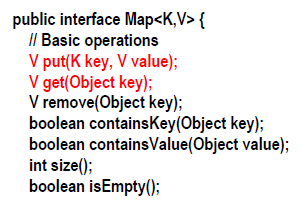 public interface Map<K,V> {
// Basic operations
V put(K key, V value);
V get(Object key);
V remove(Object key);
boolean containsKey(Object key);
boolean containsValue(Object value);
int size();
boolean isEmpty();